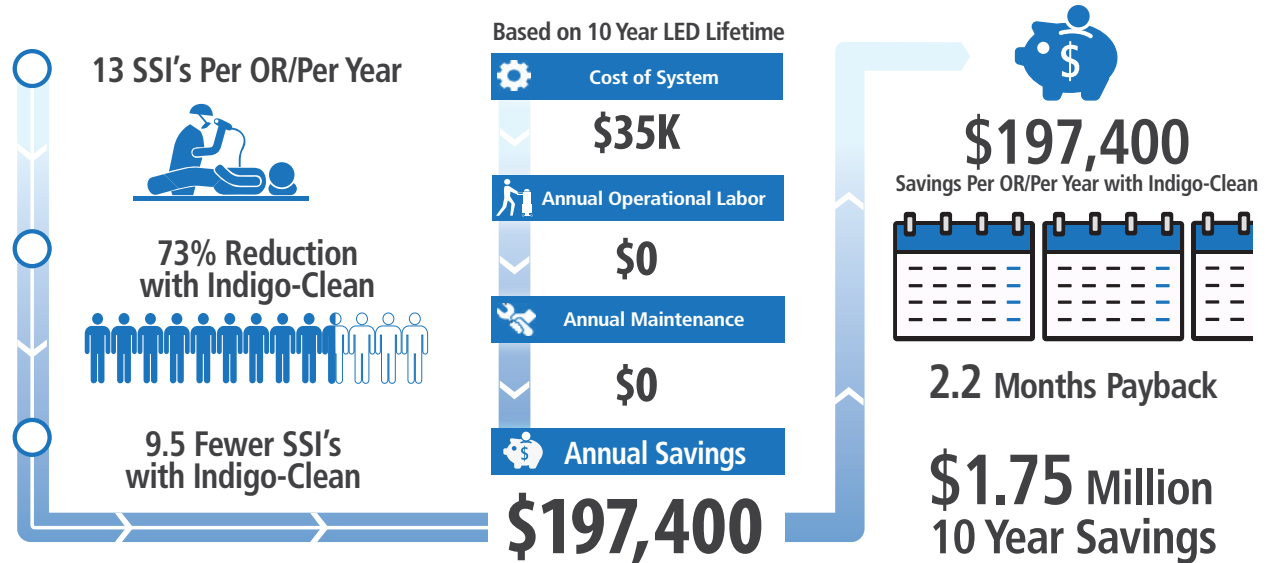 13 SSI's Per OR/Per Year
73% Reduction
with Indigo-Clean
9.5 Fewer SSI's
with Indigo-Clean
Based on 10 Year LED Lifetime
Cost of System
$35K
Annual Operational Labor
$0
Annual Maintenance
$0
$
Annual Savings
$197,400
$
$197,400
Savings Per OR/Per Year with Indigo-Clean
2.2 Months Payback
$1.75 Million
10 Year Savings